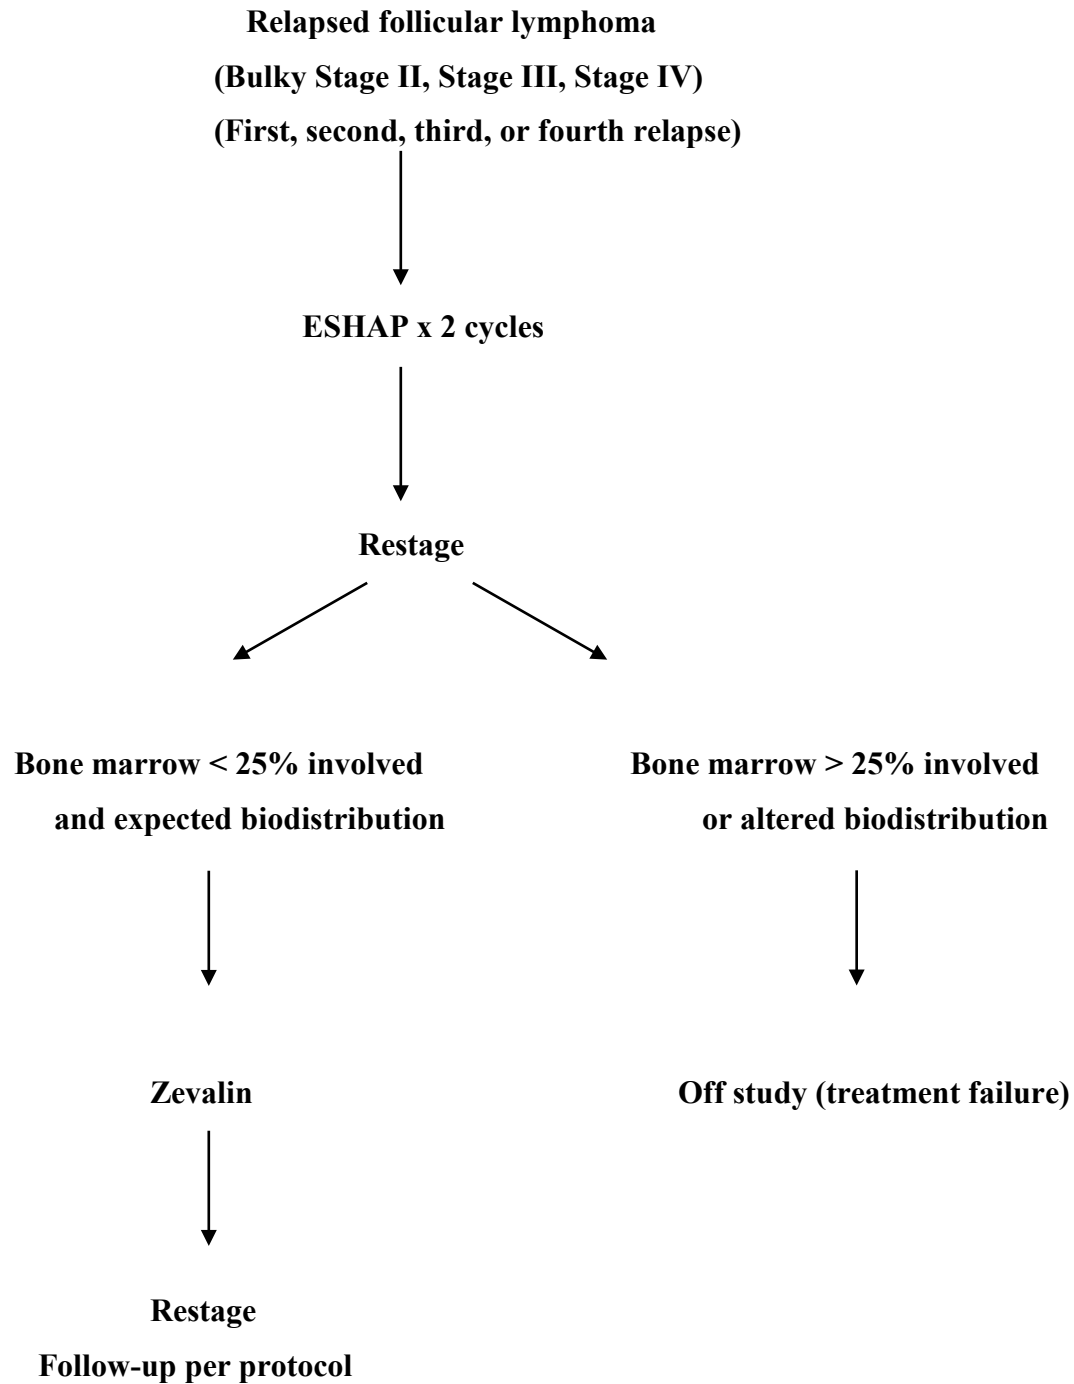 Relapsed follicular lymphoma
(Bulky Stage II, Stage III, Stage IV)
(First, second, third, or fourth relapse)
ESHAP x 2 cycles
Restage
Bone marrow < 25% involved
and expected biodistribution
Bone marrow > 25% involved
or altered biodistribution
Zevalin
Off study (treatment failure)
Restage
Follow-up per protocol